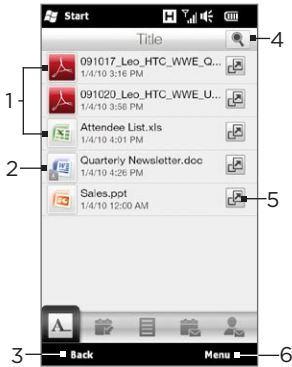 Start
H
Title
4
091017_Leo_HTC_WWE_Q...
1/4/10 3:16 PM
1
091020_Leo_HTC_WWE_U...
1/4/10 3:58 PM
Attendee List.xls
1/4/10 4:01 PM
2
Quarterly Newsletter.doc
1/4/10 4:26 PM
Sales.ppt
1/4/10 12:00 AM
5
A
3
Back
Menu
6